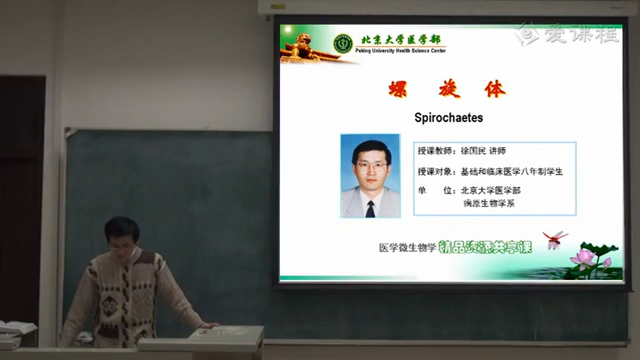 爱课程
北京大学医学部
Peking University Health Science Center
螺 旋 体
Spirochaetes
授课教师：徐国民 讲师
授课对象：基础和临床医学八年制学生
单 位：北京大学医学部
病原生物学系
医学微生物学 精品资源共享课